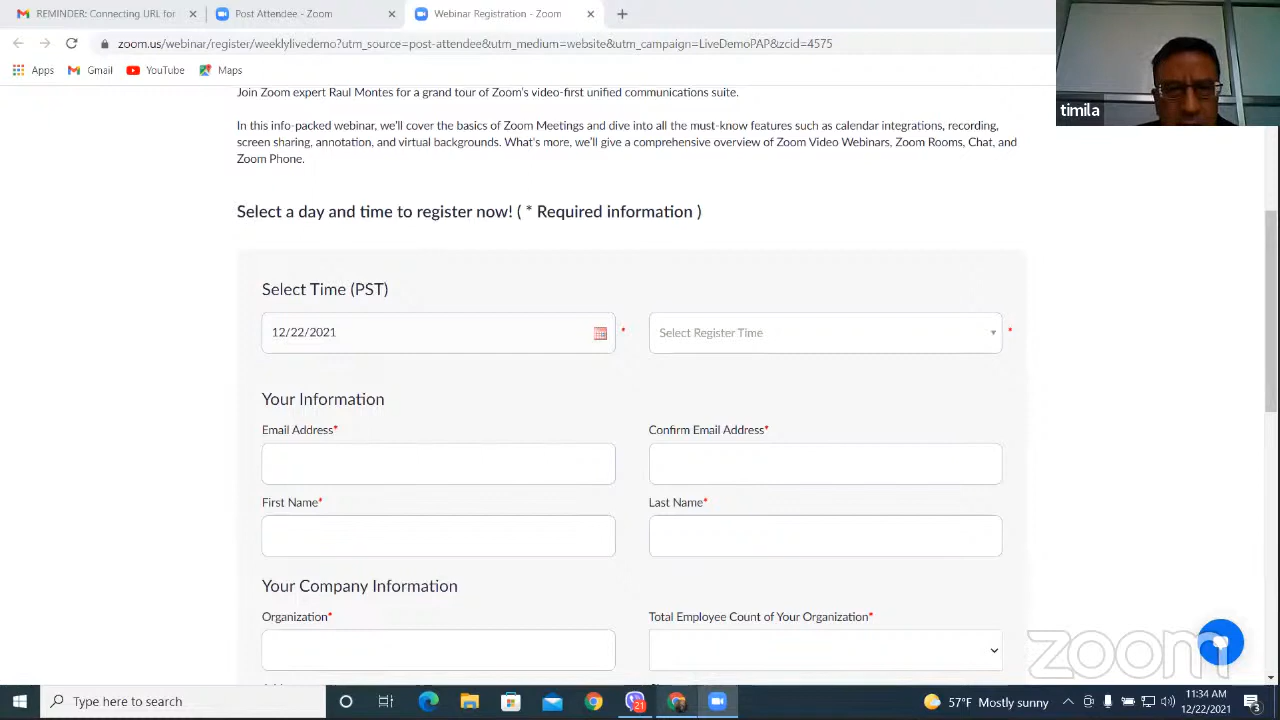 REMINDER: Connecting URL for
Post Attendee - Zoom
Webinar Registration - Zoom
zoom.us/webinar/register/weeklylivedemo?utm_source=post-attendee&utm_medium=website&utm_campaign=LiveDemoPAP&zcid=4575
Apps
Gmail
YouTube
Maps
timila
Join Zoom expert Raul Montes for a grand tour of Zoom's video-first unified communications suite.
In this info-packed webinar, we'll cover the basics of Zoom Meetings and dive into all the must-know features such as calendar integrations, recording,
screen sharing, annotation, and virtual backgrounds. What's more, we'll give a comprehensive overview of Zoom Video Webinars, Zoom Rooms, Chat, and
Zoom Phone.
Select a day and time to register now! ( * Required information )
Select Time (PST)
12/22/2021 *
Select Register Time *
Your Information
Email Address*
Confirm Email Address*
First Name*
Last Name*
Your Company Information
Organization*
Total Employee Count of Your Organization*
zoom
Type here to search
21
57°F Mostly sunny
11:34 AM
12/22/2021
3